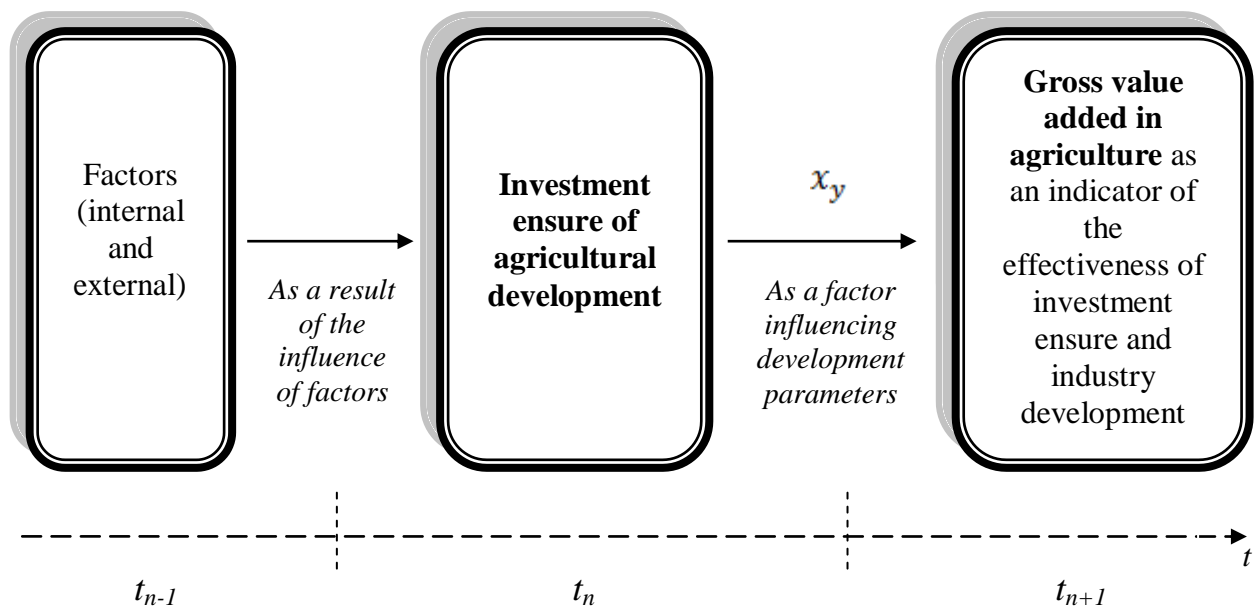 Factors
(internal
and
external)
As a result
of the
influence
of factors
Investment
ensure of
agricultural
development
x_y
As a factor
influencing
development
parameters
Gross value
added in
agriculture as
an indicator of
the
effectiveness of
investment
ensure and
industry
development
t
t_{n-1}
t_n
t_{n+1}